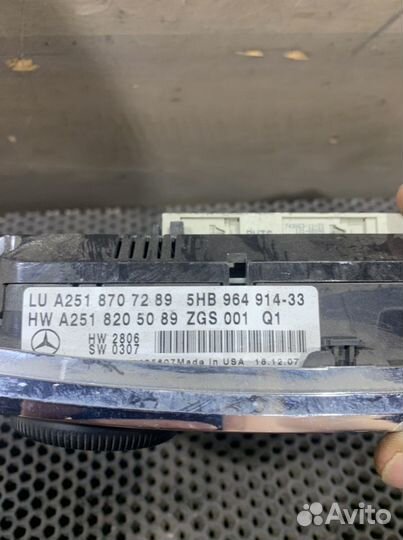 LU A251 870 72 89 5HB 964 914-33
HW A251 820 50 89 ZGS 001 Q1
HW 2806
SW 0307
Made in USA 18.12.07
Avito